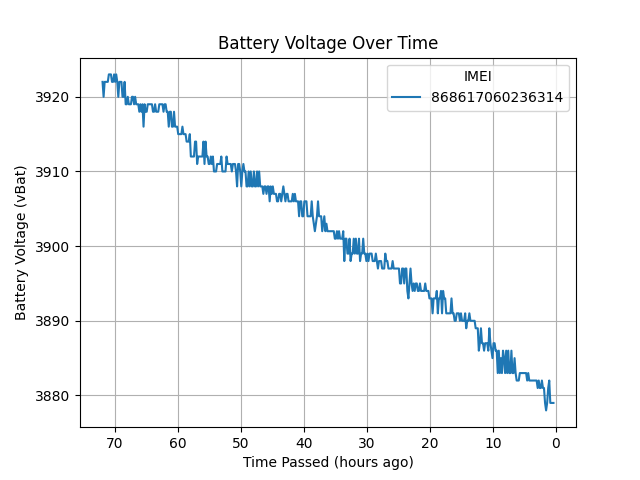 Battery Voltage Over Time
IMEI
868617060236314
Battery Voltage (vBat)
3920
3910
3900
3890
3880
70 60 50 40 30 20 10 0
Time Passed (hours ago)